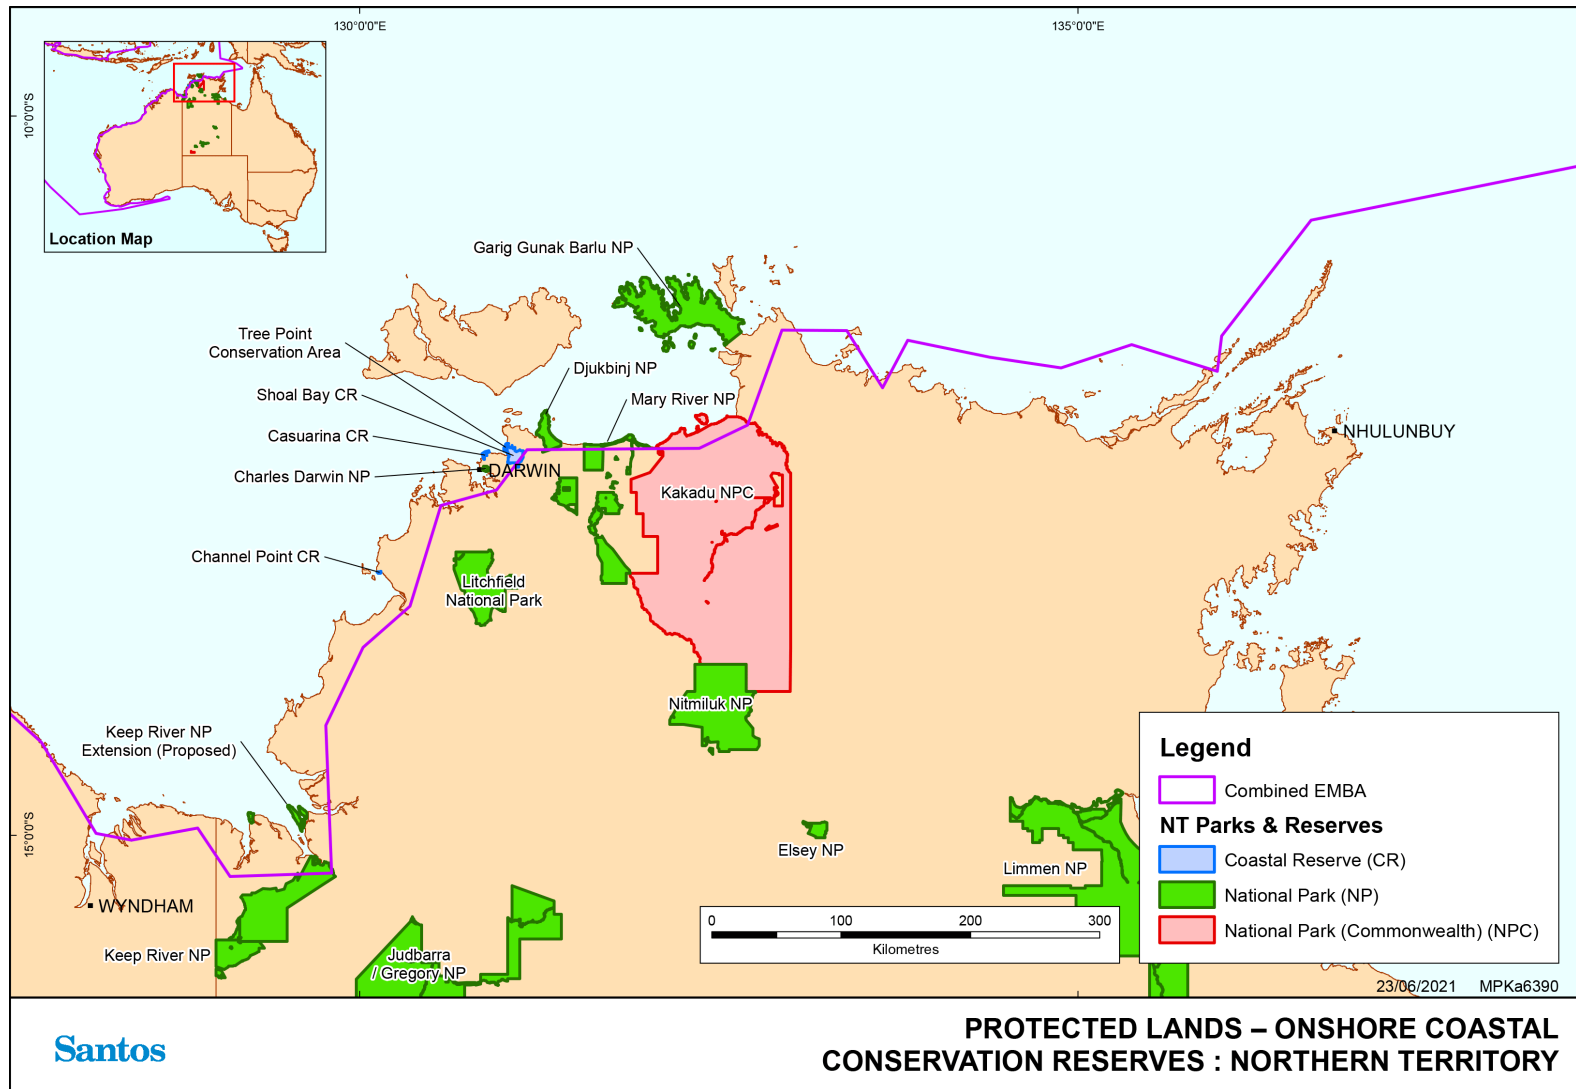 130°0'0"E
135°0'0"E
10°0'0"S
15°0'0"S
Location Map
Garig Gunak Barlu NP
Tree Point
Conservation Area
Djukbinj NP
Shoal Bay CR
Mary River NP
Casuarina CR
NHULUNBUY
Charles Darwin NP
DARWIN
Kakadu NPC
Channel Point CR
Litchfield
National Park
Nitmiluk NP
Keep River NP
Extension (Proposed)
Elsey NP
Limmen NP
WYNDHAM
Keep River NP
Judbarra
/ Gregory NP
0 100 200 300
Kilometres
Legend
Combined EMBA
NT Parks & Reserves
Coastal Reserve (CR)
National Park (NP)
National Park (Commonwealth) (NPC)
23/06/2021 MPKa6390
Santos
PROTECTED LANDS – ONSHORE COASTAL
CONSERVATION RESERVES : NORTHERN TERRITORY